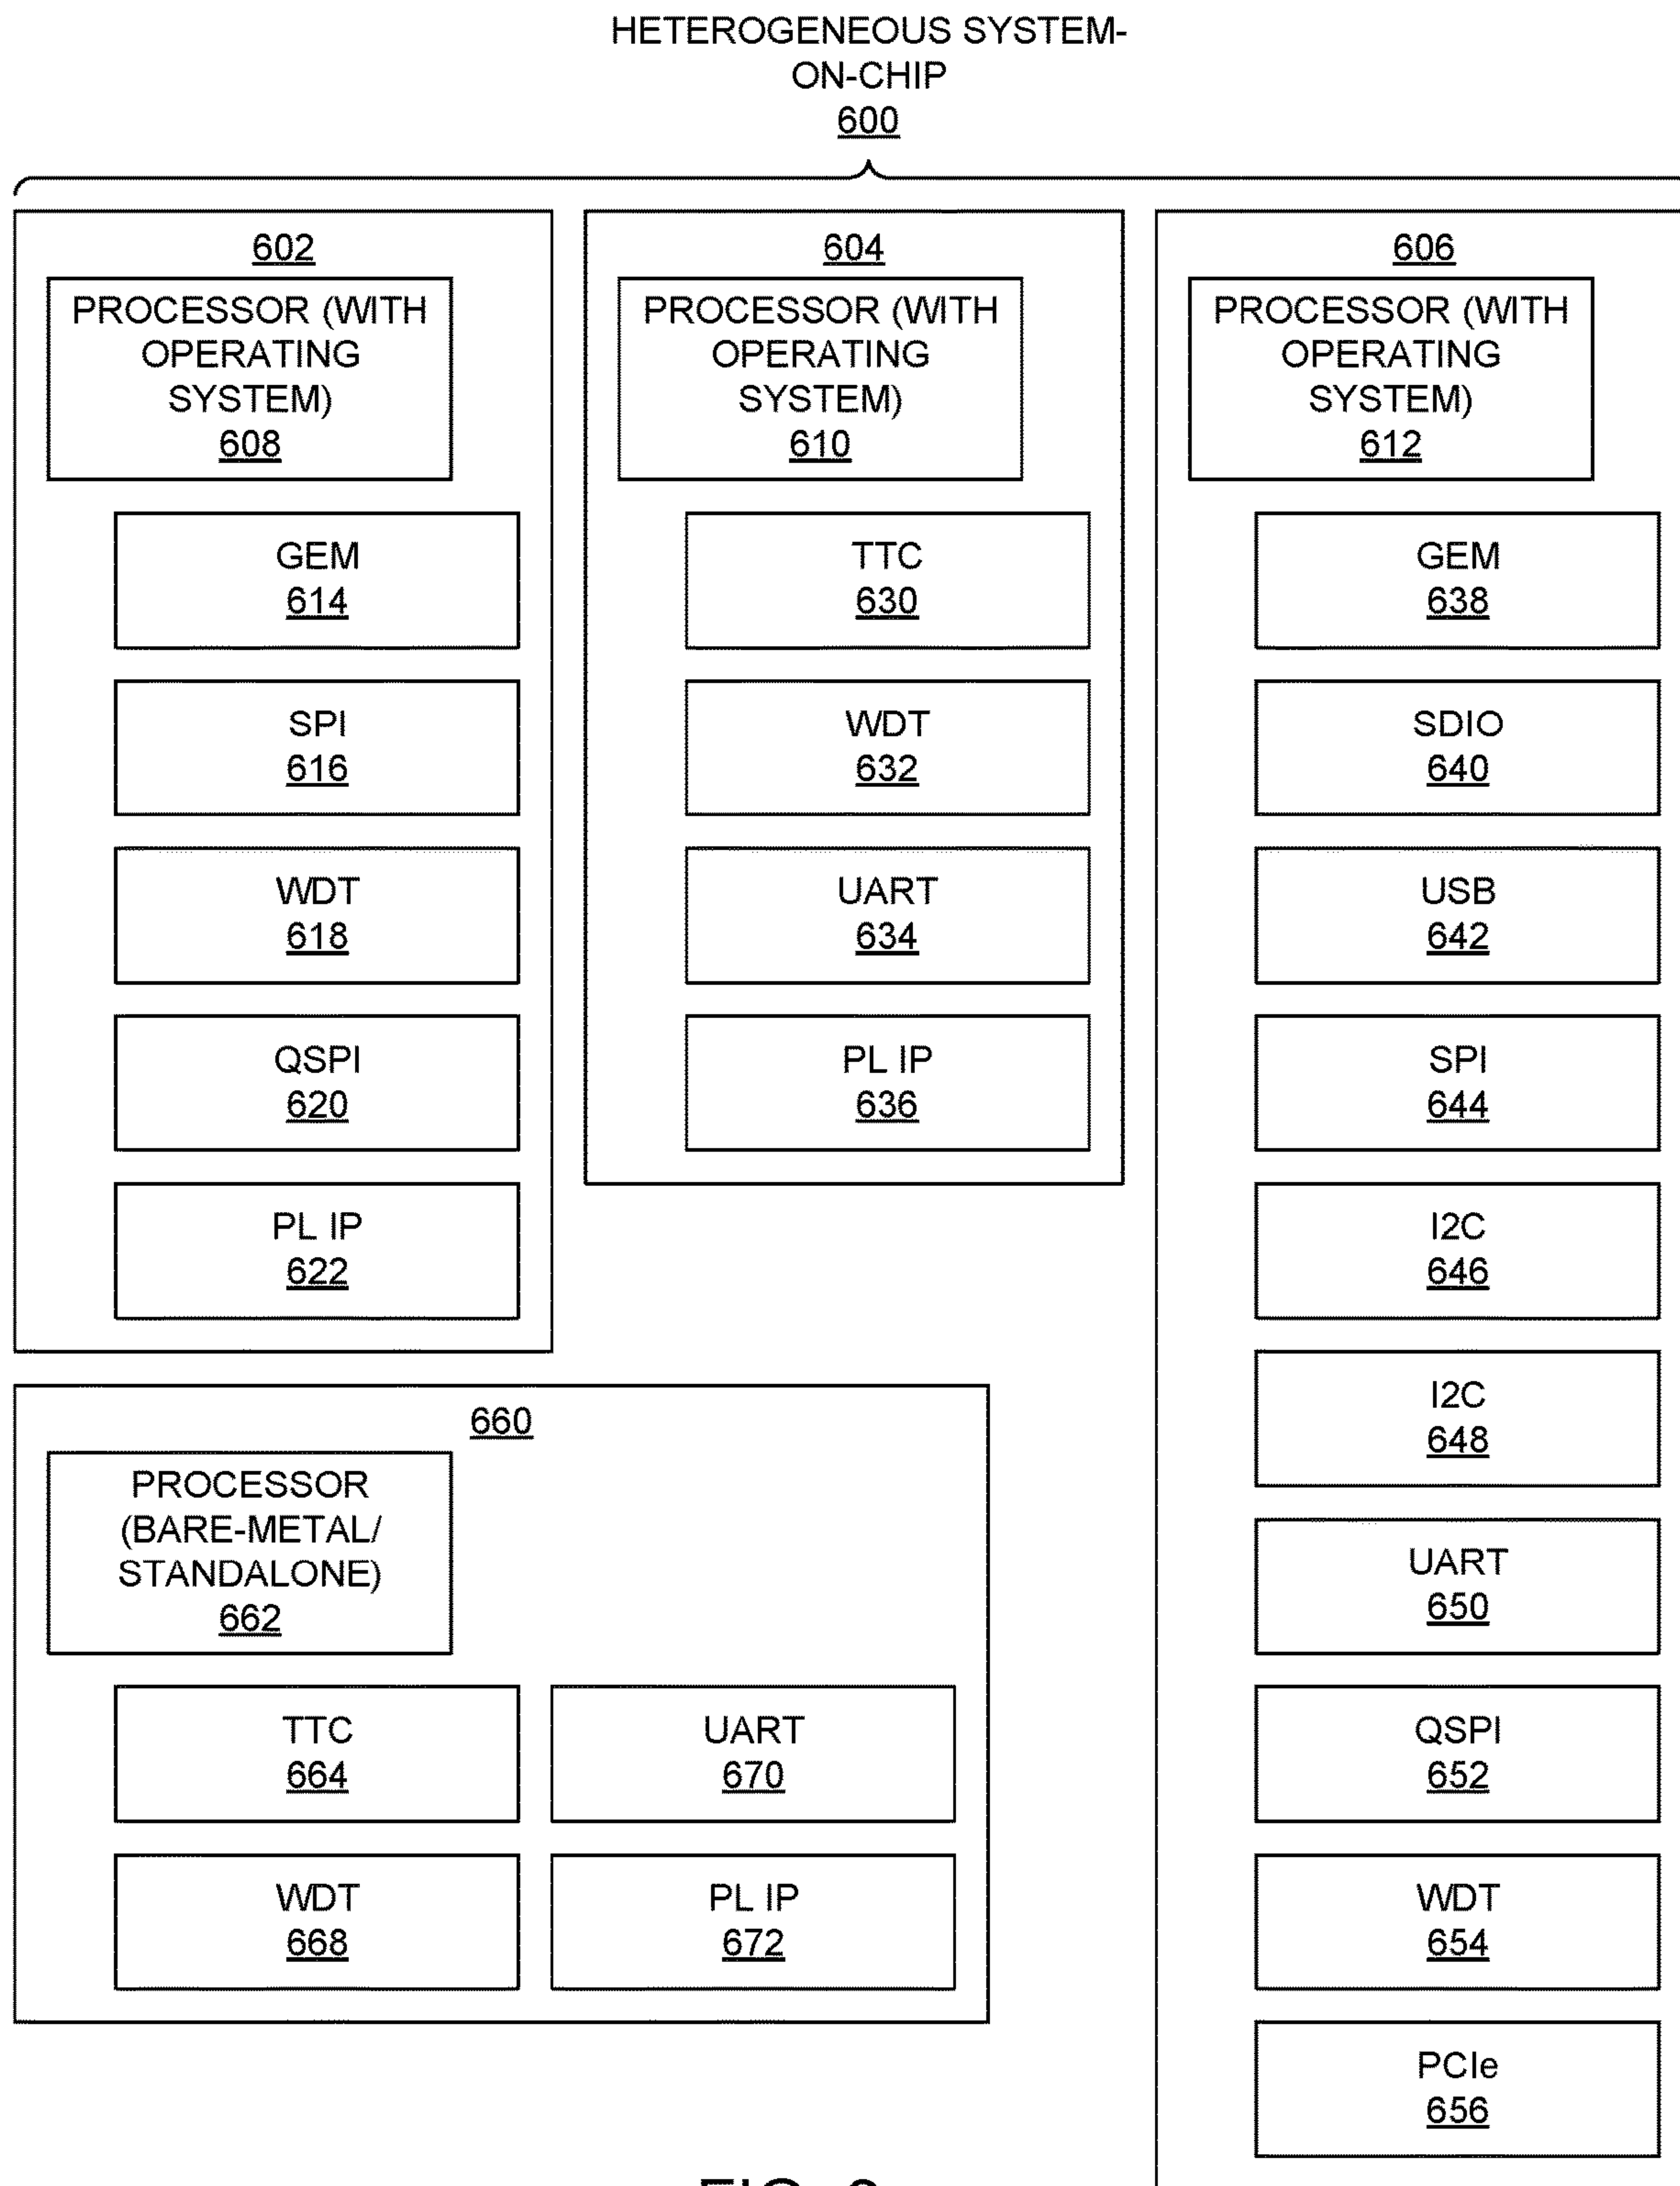 HETEROGENEOUS SYSTEM-
ON-CHIP
600
602
PROCESSOR (WITH
OPERATING
SYSTEM)
608
GEM
614
SPI
616
WDT
618
QSPI
620
PL IP
622
604
PROCESSOR (WITH
OPERATING
SYSTEM)
610
TTC
630
WDT
632
UART
634
PL IP
636
606
PROCESSOR (WITH
OPERATING
SYSTEM)
612
GEM
638
SDIO
640
USB
642
SPI
644
I2C
646
I2C
648
UART
650
QSPI
652
WDT
654
PCIe
656
660
PROCESSOR
(BARE-METAL/
STANDALONE)
662
TTC
664
UART
670
WDT
668
PL IP
672